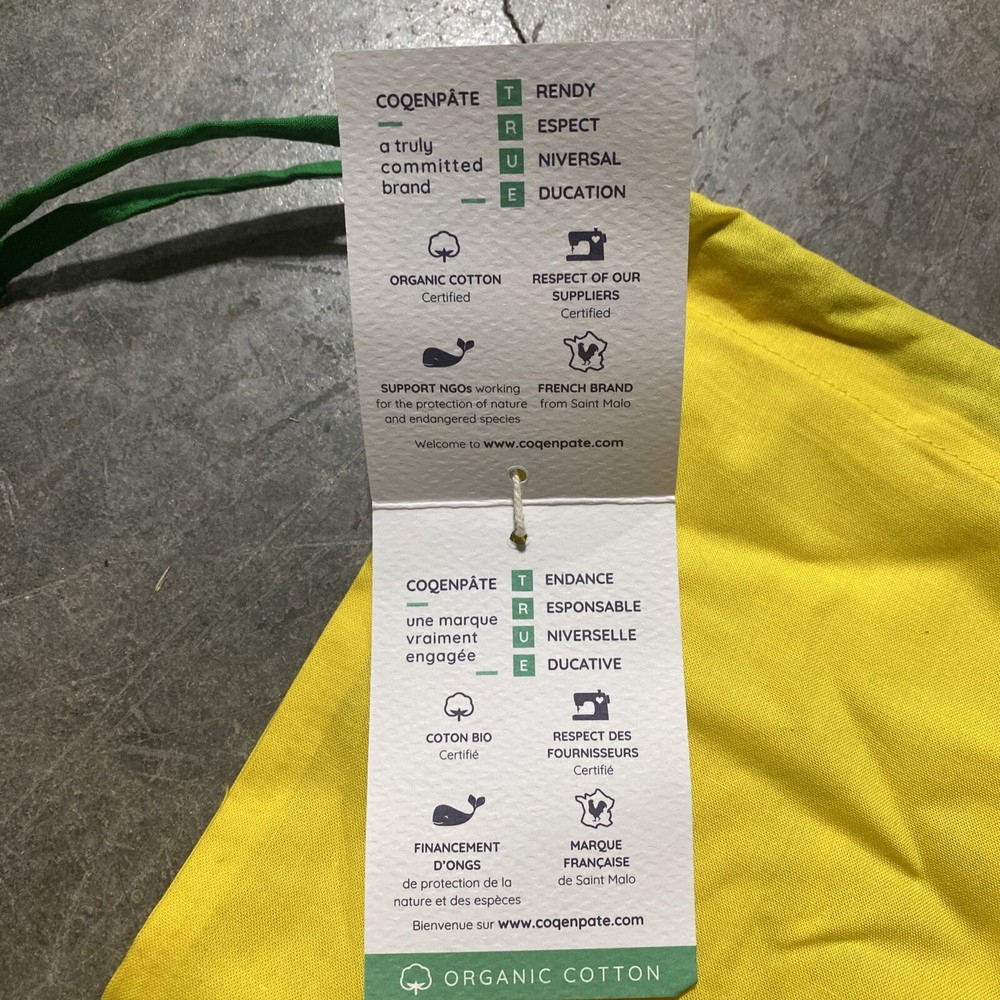 COQENPÂTE
a truly
committed
brand
T RENDY
R ESPECT
U NIVERSAL
E DUCATION
ORGANIC COTTON
Certified
RESPECT OF OUR
SUPPLIERS
Certified
SUPPORT NGOs working
for the protection of nature
and endangered species
FRENCH BRAND
from Saint Malo
Welcome to www.coqenpate.com
COQENPÂTE
une marque
vraiment
engagée
T ENDANCE
R ESPONSABLE
U NIVERSELLE
E DUCATIVE
COTON BIO
Certifié
RESPECT DES
FOURNISSEURS
Certifié
FINANCEMENT
D'ONGS
de protection de la
nature et des espèces
MARQUE
FRANÇAISE
de Saint Malo
Bienvenue sur www.coqenpate.com
ORGANIC COTTON